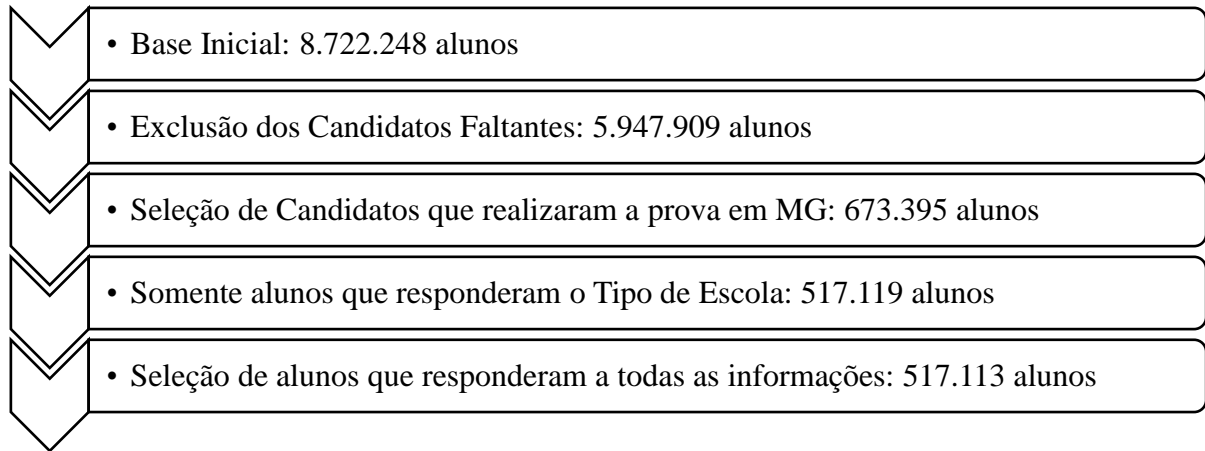 • Base Inicial: 8.722.248 alunos
• Exclusão dos Candidatos Faltantes: 5.947.909 alunos
• Seleção de Candidatos que realizaram a prova em MG: 673.395 alunos
• Somente alunos que responderam o Tipo de Escola: 517.119 alunos
• Seleção de alunos que responderam a todas as informações: 517.113 alunos